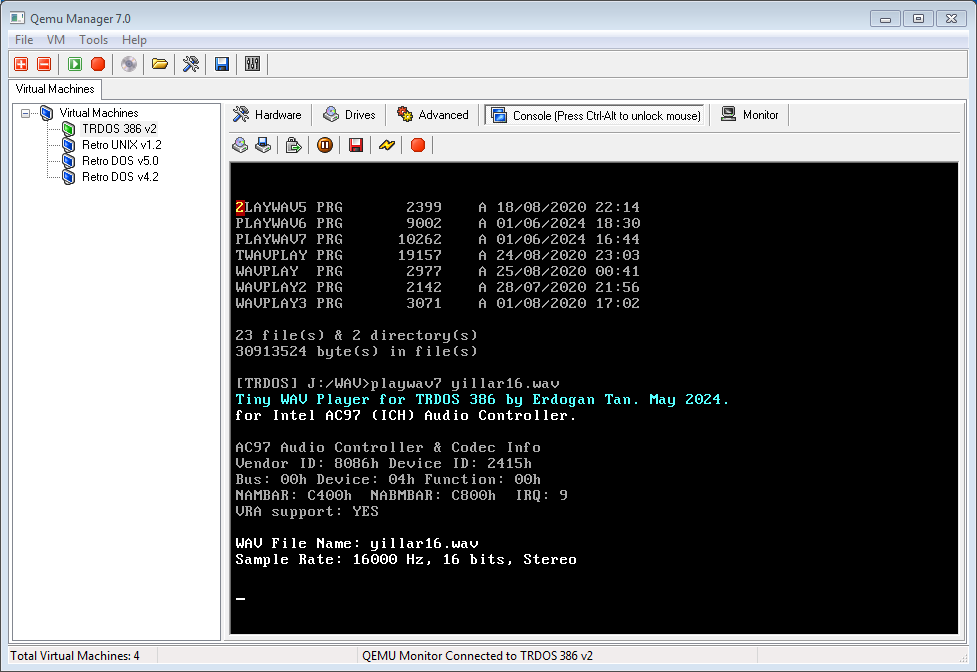 Qemu Manager 7.0
File VM Tools Help
Virtual Machines
Virtual Machines
TRDOS 386 v2
Retro UNIX v1.2
Retro DOS v5.0
Retro DOS v4.2
Hardware Drives Advanced Console (Press Ctrl-Alt to unlock mouse) Monitor
2LAYWAV5 PRG 2399 A 18/08/2020 22:14
PLAYWAV6 PRG 9002 A 01/06/2024 18:30
PLAYWAV7 PRG 10262 A 01/06/2024 16:44
TWAVPLAY PRG 19157 A 24/08/2020 23:03
WAVPLAY PRG 2977 A 25/08/2020 00:41
WAVPLAY2 PRG 2142 A 28/07/2020 21:56
WAVPLAY3 PRG 3071 A 01/08/2020 17:02
23 file(s) & 2 directory(s)
30913524 byte(s) in file(s)
[TRDOS] J:/WAV>playwav7 yillar16.wav
Tiny WAV Player for TRDOS 386 by Erdogan Tan. May 2024.
for Intel AC97 (ICH) Audio Controller.
AC97 Audio Controller & Codec Info
Vendor ID: 8086h Device ID: 2415h
Bus: 00h Device: 04h Function: 00h
NAMBAR: C400h NABMBAR: C800h IRQ: 9
VRA support: YES
WAV File Name: yillar16.wav
Sample Rate: 16000 Hz, 16 bits, Stereo
_
Total Virtual Machines: 4 QEMU Monitor Connected to TRDOS 386 v2